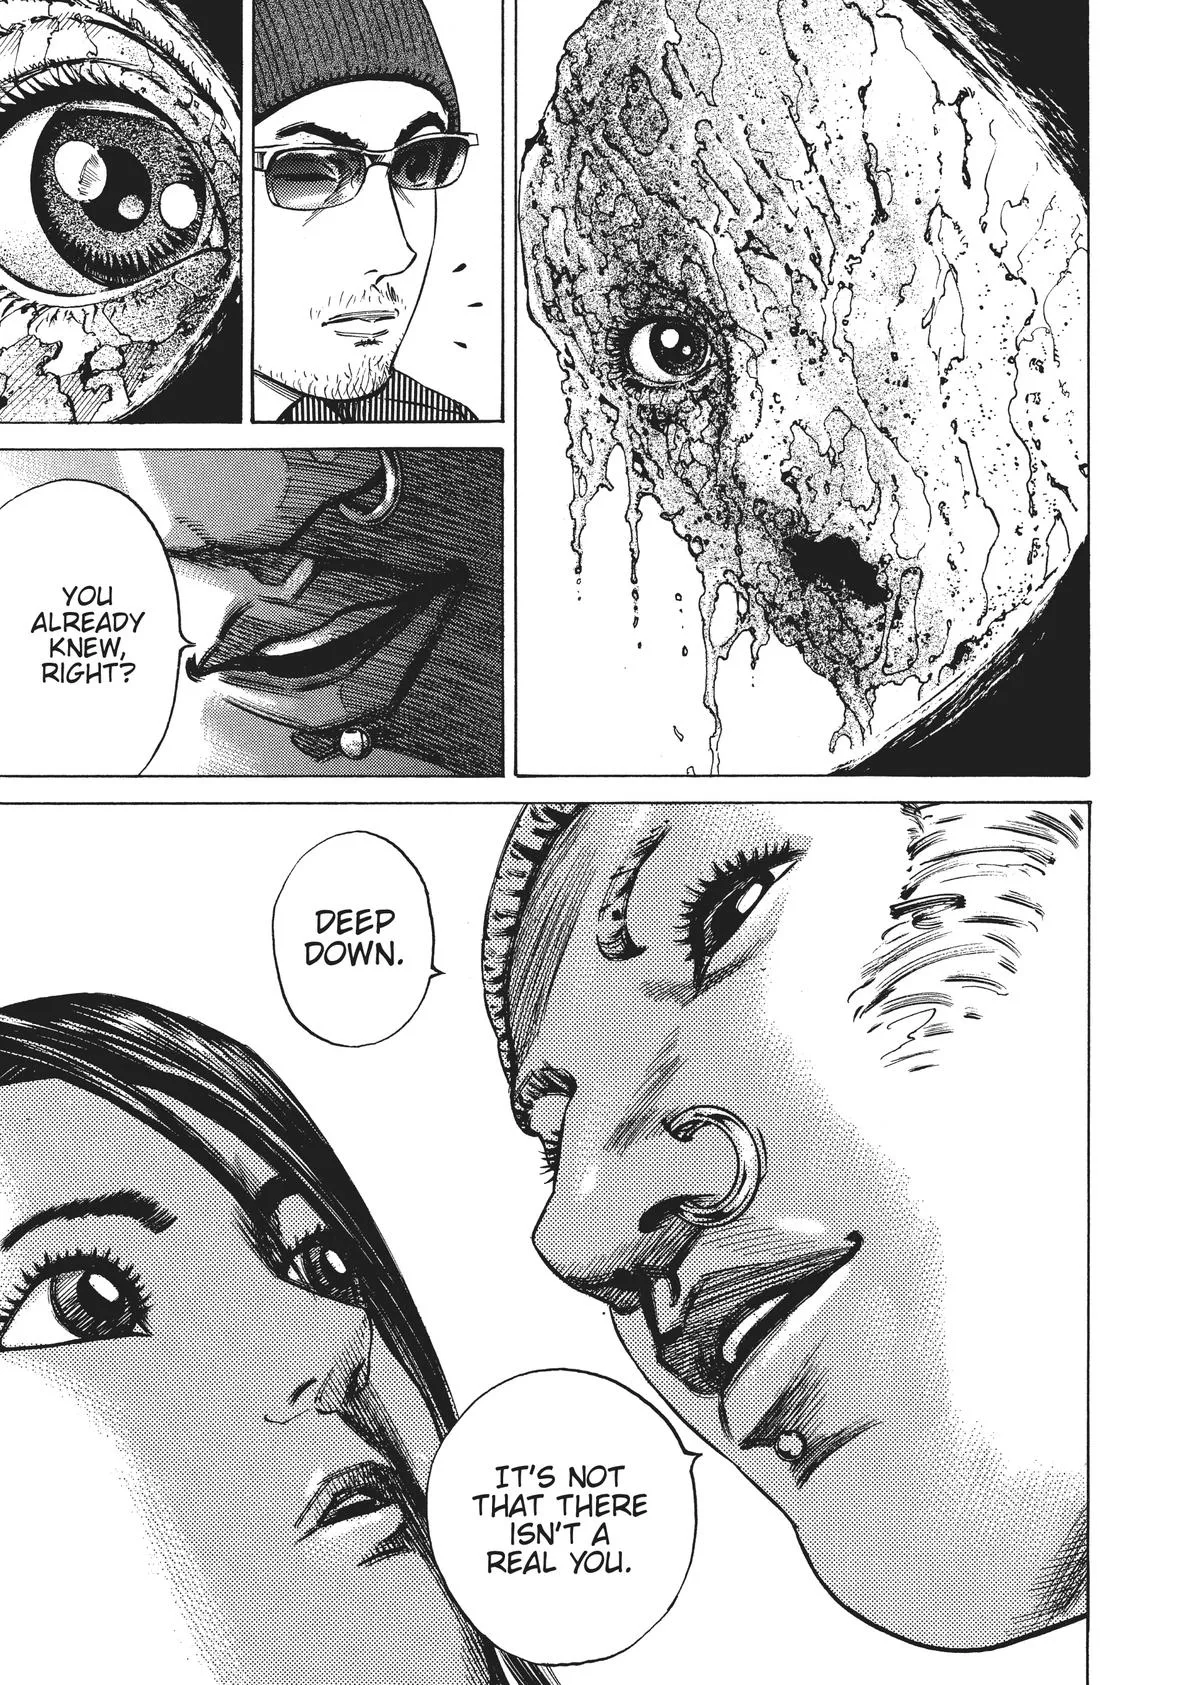 YOU
ALREADY
KNEW,
RIGHT?
DEEP
DOWN.
IT'S NOT
THAT THERE
ISN'T A
REAL YOU.